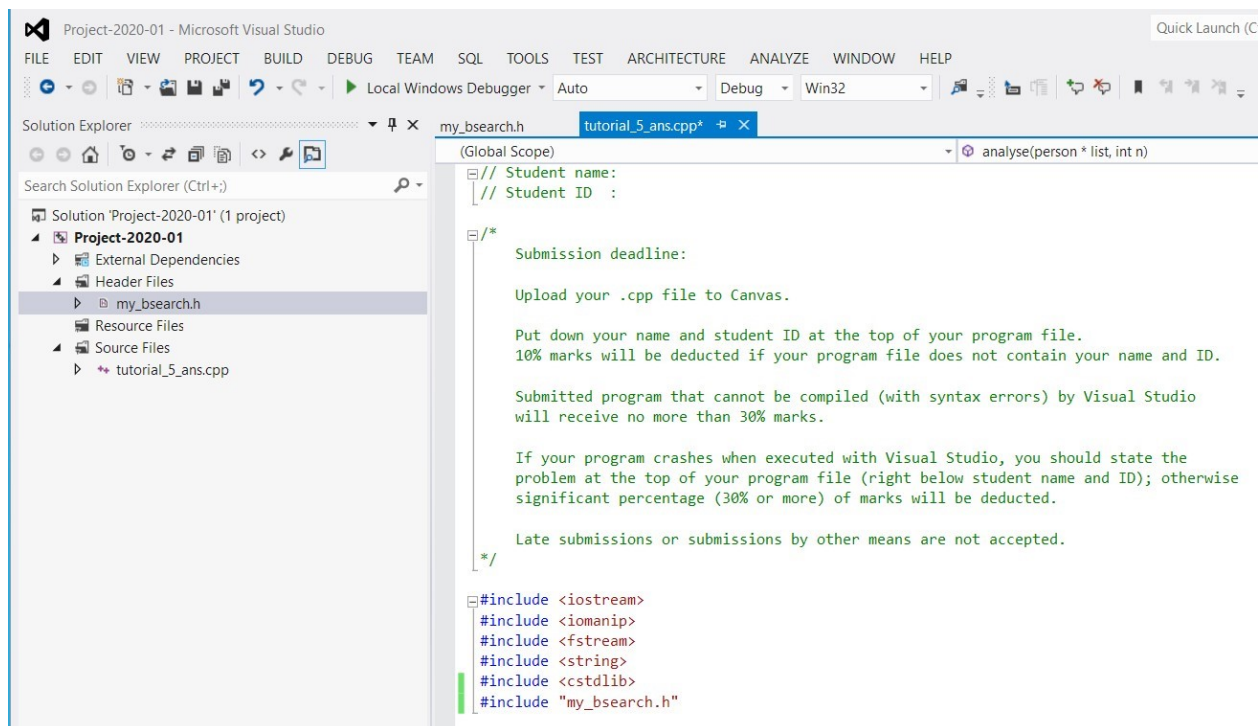 Project-2020-01 - Microsoft Visual Studio
Quick Launch (C
FILE EDIT VIEW PROJECT BUILD DEBUG TEAM SQL TOOLS TEST ARCHITECTURE ANALYZE WINDOW HELP
Local Windows Debugger Auto Debug Win32
Solution Explorer
my_bsearch.h tutorial_5_ans.cpp*
(Global Scope) analyse(person * list, int n)
Search Solution Explorer (Ctrl+;)
Solution 'Project-2020-01' (1 project)
Project-2020-01
External Dependencies
Header Files
my_bsearch.h
Resource Files
Source Files
tutorial_5_ans.cpp
// Student name:
// Student ID  :
/*
Submission deadline:
Upload your .cpp file to Canvas.
Put down your name and student ID at the top of your program file.
10% marks will be deducted if your program file does not contain your name and ID.
Submitted program that cannot be compiled (with syntax errors) by Visual Studio
will receive no more than 30% marks.
If your program crashes when executed with Visual Studio, you should state the
problem at the top of your program file (right below student name and ID); otherwise
significant percentage (30% or more) of marks will be deducted.
Late submissions or submissions by other means are not accepted.
*/
#include <iostream>
#include <iomanip>
#include <fstream>
#include <string>
#include <cstdlib>
#include "my_bsearch.h"